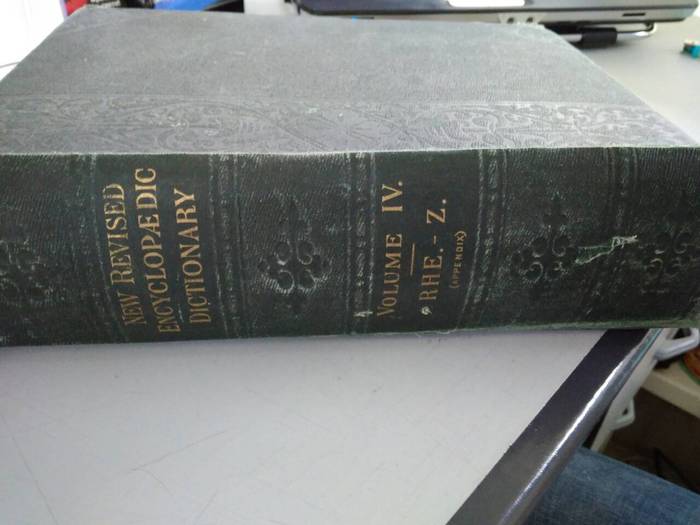 NEW REVISED
ENCYCLOPÆDIC
DICTIONARY
VOLUME IV.
RHE.-Z.
(APPENDIX)